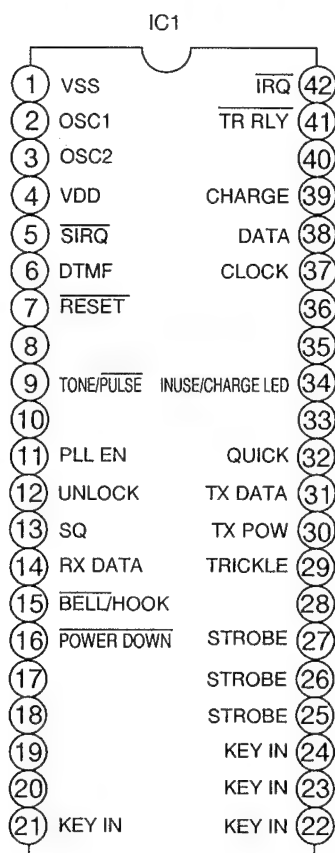 IC1
1 VSS IRQ 42
2 OSC1 TR RLY 41
3 OSC2 40
4 VDD CHARGE 39
5 SIRQ DATA 38
6 DTMF CLOCK 37
7 RESET 36
8 35
9 TONE/PULSE INUSE/CHARGE LED 34
10 33
11 PLL EN QUICK 32
12 UNLOCK TX DATA 31
13 SQ TX POW 30
14 RX DATA TRICKLE 29
15 BELL/HOOK 28
16 POWER DOWN STROBE 27
17 STROBE 26
18 STROBE 25
19 KEY IN 24
20 KEY IN 23
21 KEY IN KEY IN 22